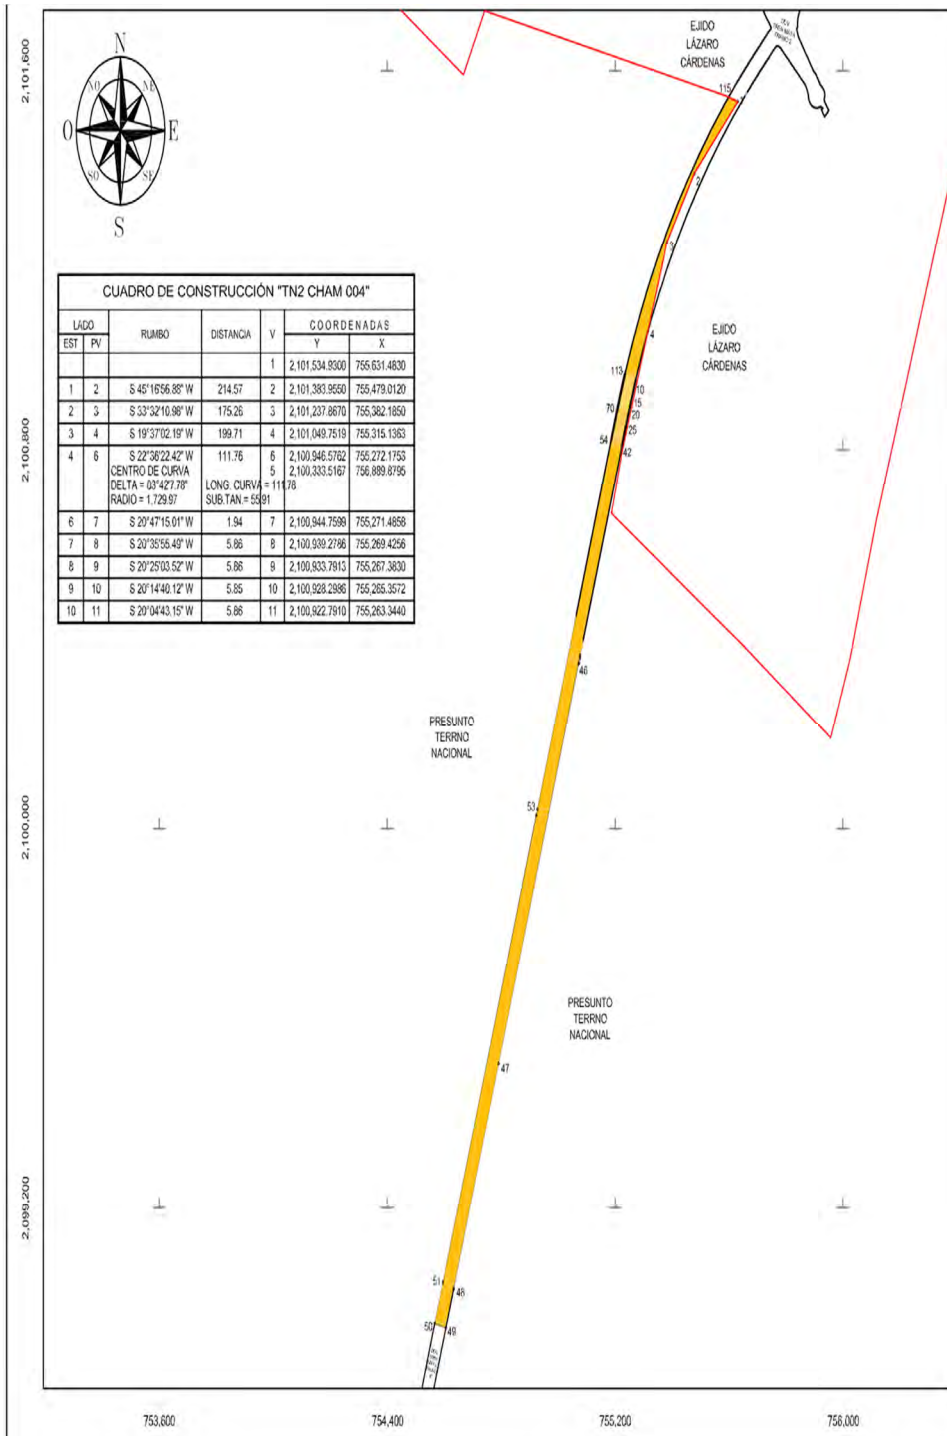 N
NO
NE
O
E
SO
SE
S
2,101,600
2,100,800
2,100,000
2,099,200
EJIDO
LÁZARO
CÁRDENAS
115
1
2
3
4
113
10
15
70
20
25
54
42
EJIDO
LÁZARO
CÁRDENAS
CUADRO DE CONSTRUCCIÓN "TN2 CHAM 004"
LADO RUMBO DISTANCIA V COORDENADAS
EST PV Y X
1 2,101,534.9300 755,631.4830
1 2 S 45°16'56.88" W 214.57 2 2,101,383.9550 755,479.0120
2 3 S 33°32'10.98" W 175.26 3 2,101,237.8670 755,382.1850
3 4 S 19°37'02.19" W 199.71 4 2,101,049.7519 755,315.1363
4 6 S 22°36'22.42" W 111.76 6 2,100,946.5762 755,272.1753
CENTRO DE CURVA 5 2,100,333.5167 756,889.8795
DELTA = 03°42'7.78" LONG. CURVA = 111.78
RADIO = 1,729.97 SUB.TAN.= 55.91
6 7 S 20°47'15.01" W 1.94 7 2,100,944.7599 755,271.4858
7 8 S 20°35'55.49" W 5.86 8 2,100,939.2786 755,269.4256
8 9 S 20°25'03.52" W 5.86 9 2,100,933.7913 755,267.3830
9 10 S 20°14'40.12" W 5.85 10 2,100,928.2986 755,265.3572
10 11 S 20°04'43.15" W 5.86 11 2,100,922.7910 755,263.3440
46
PRESUNTO
TERRNO
NACIONAL
53
PRESUNTO
TERRNO
NACIONAL
47
51
48
50
49
753,600 754,400 755,200 756,000